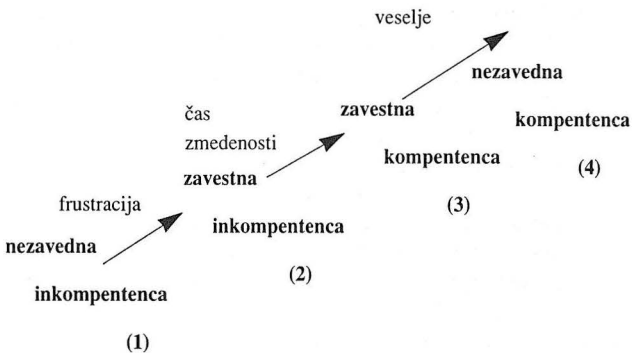 veselje
nezavedna
kompentenca
(4)
čas
zmedenosti
zavestna
kompentenca
(3)
zavestna
inkompentenca
(2)
frustracija
nezavedna
inkompentenca
(1)